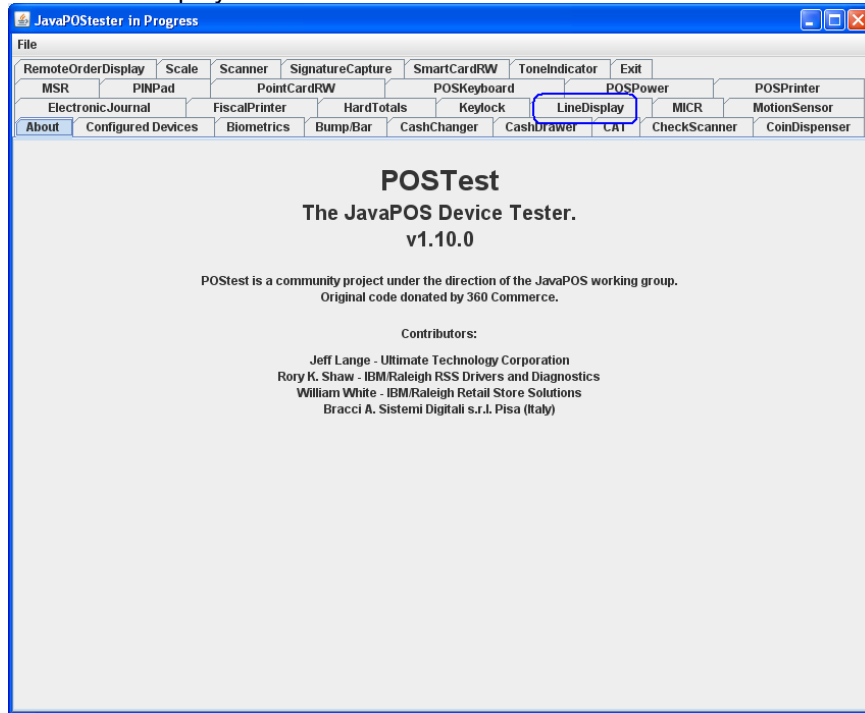 JavaPOStester in Progress
File
RemoteOrderDisplay Scale Scanner SignatureCapture SmartCardRW ToneIndicator Exit
MSR PINPad PointCardRW POSKeyboard POSPower POSPrinter
ElectronicJournal FiscalPrinter HardTotals Keylock LineDisplay MICR MotionSensor
About Configured Devices Biometrics Bump/Bar CashChanger CashDrawer CAT CheckScanner CoinDispenser
POSTest
The JavaPOS Device Tester.
v1.10.0
POStest is a community project under the direction of the JavaPOS working group.
Original code donated by 360 Commerce.
Contributors:
Jeff Lange - Ultimate Technology Corporation
Rory K. Shaw - IBM/Raleigh RSS Drivers and Diagnostics
William White - IBM/Raleigh Retail Store Solutions
Bracci A. Sistemi Digitali s.r.l. Pisa (Italy)